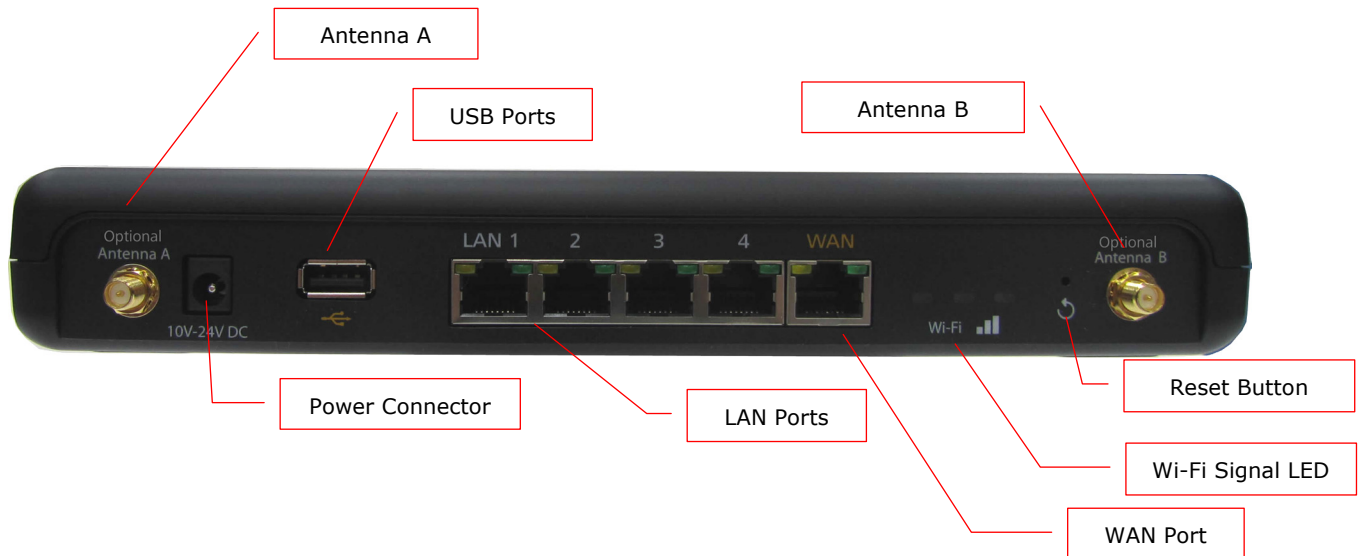 Antenna A
USB Ports
Antenna B
Optional
Antenna A
LAN 1 2 3 4 WAN
Optional
Antenna B
10V-24V DC
Wi-Fi
Power Connector
LAN Ports
Reset Button
Wi-Fi Signal LED
WAN Port